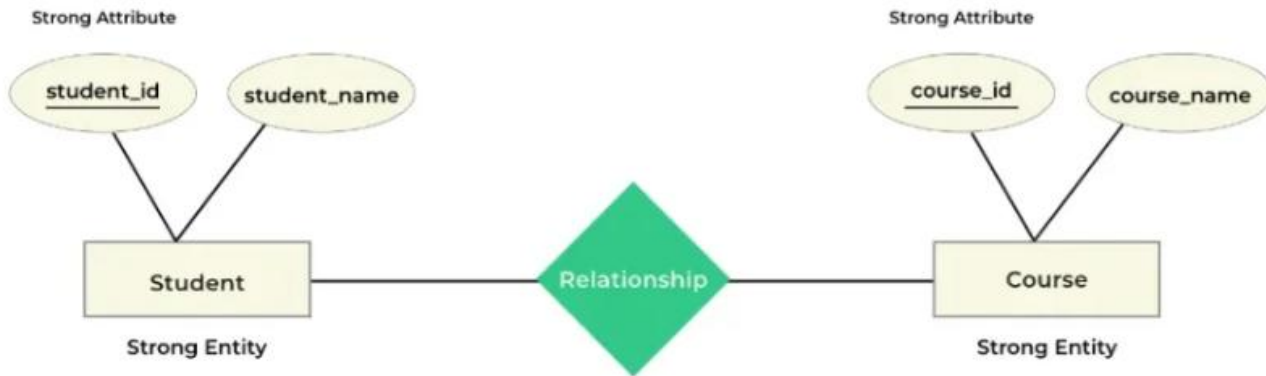 Strong Attribute
Strong Attribute
student_id
student_name
course_id
course_name
Student
Relationship
Course
Strong Entity
Strong Entity